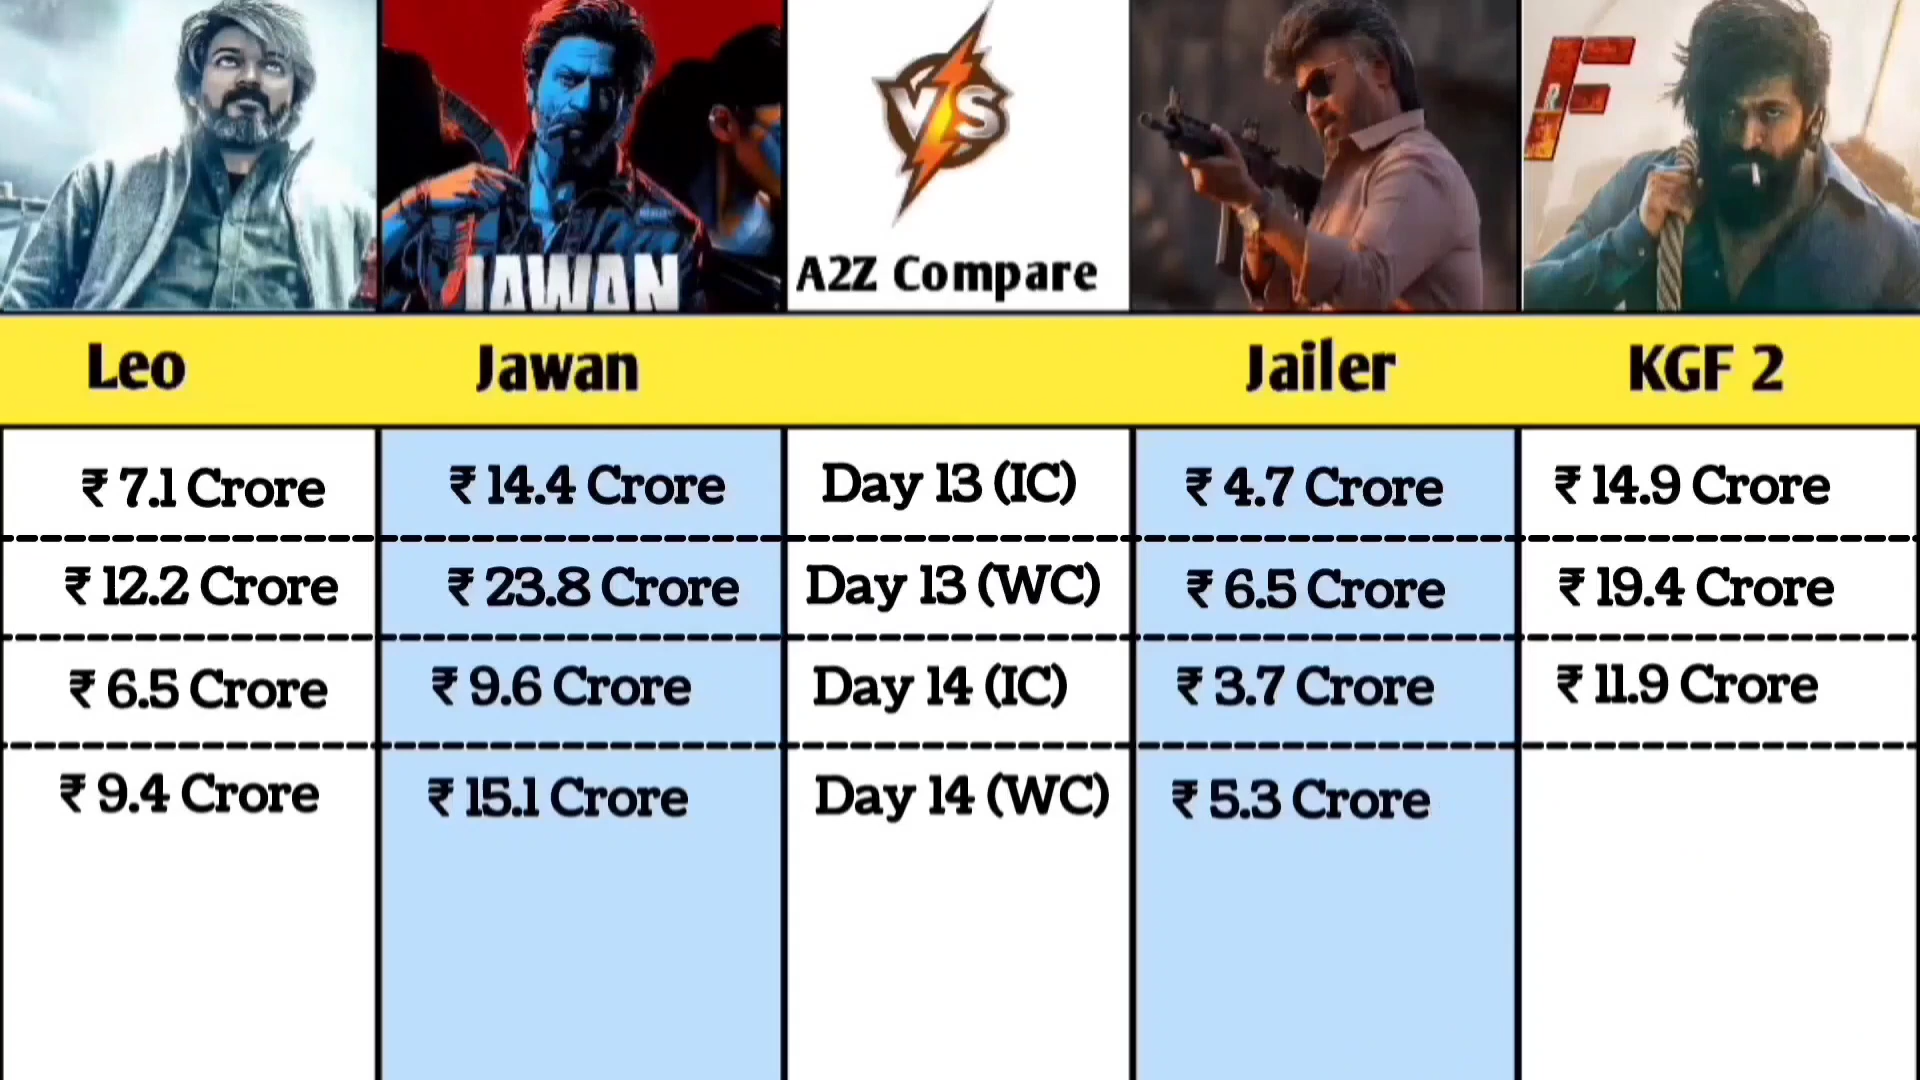 JAWAN
VS
F
A2Z Compare
Leo Jawan Jailer KGF 2
₹ 7.1 Crore ₹ 14.4 Crore Day 13 (IC) ₹ 4.7 Crore ₹ 14.9 Crore
₹ 12.2 Crore ₹ 23.8 Crore Day 13 (WC) ₹ 6.5 Crore ₹ 19.4 Crore
₹ 6.5 Crore ₹ 9.6 Crore Day 14 (IC) ₹ 3.7 Crore ₹ 11.9 Crore
₹ 9.4 Crore ₹ 15.1 Crore Day 14 (WC) ₹ 5.3 Crore